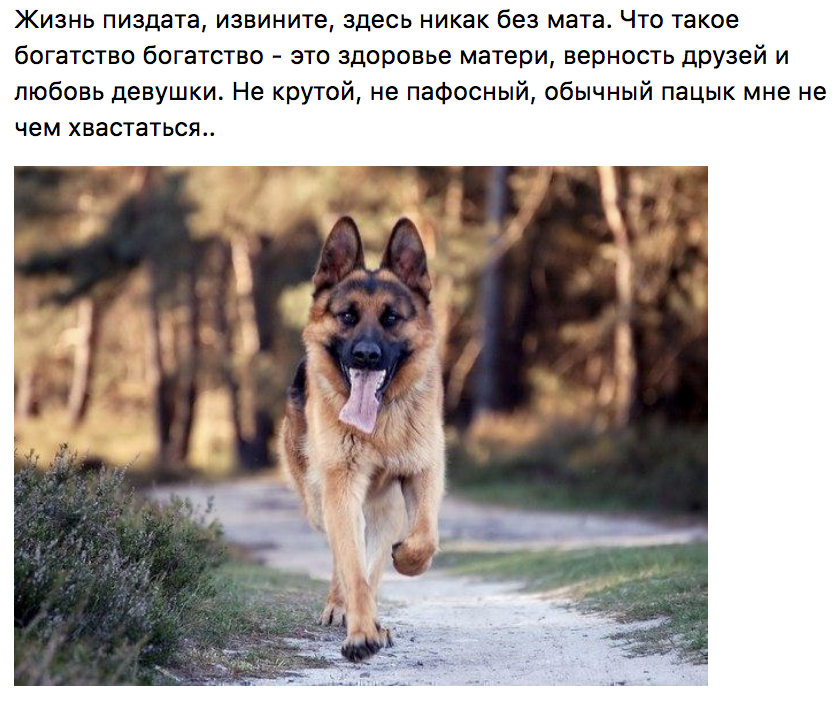 Жизнь пиздата, извините, здесь никак без мата. Что такое
богатство богатство - это здоровье матери, верность друзей и
любовь девушки. Не крутой, не пафосный, обычный пацык мне не
чем хвастаться..